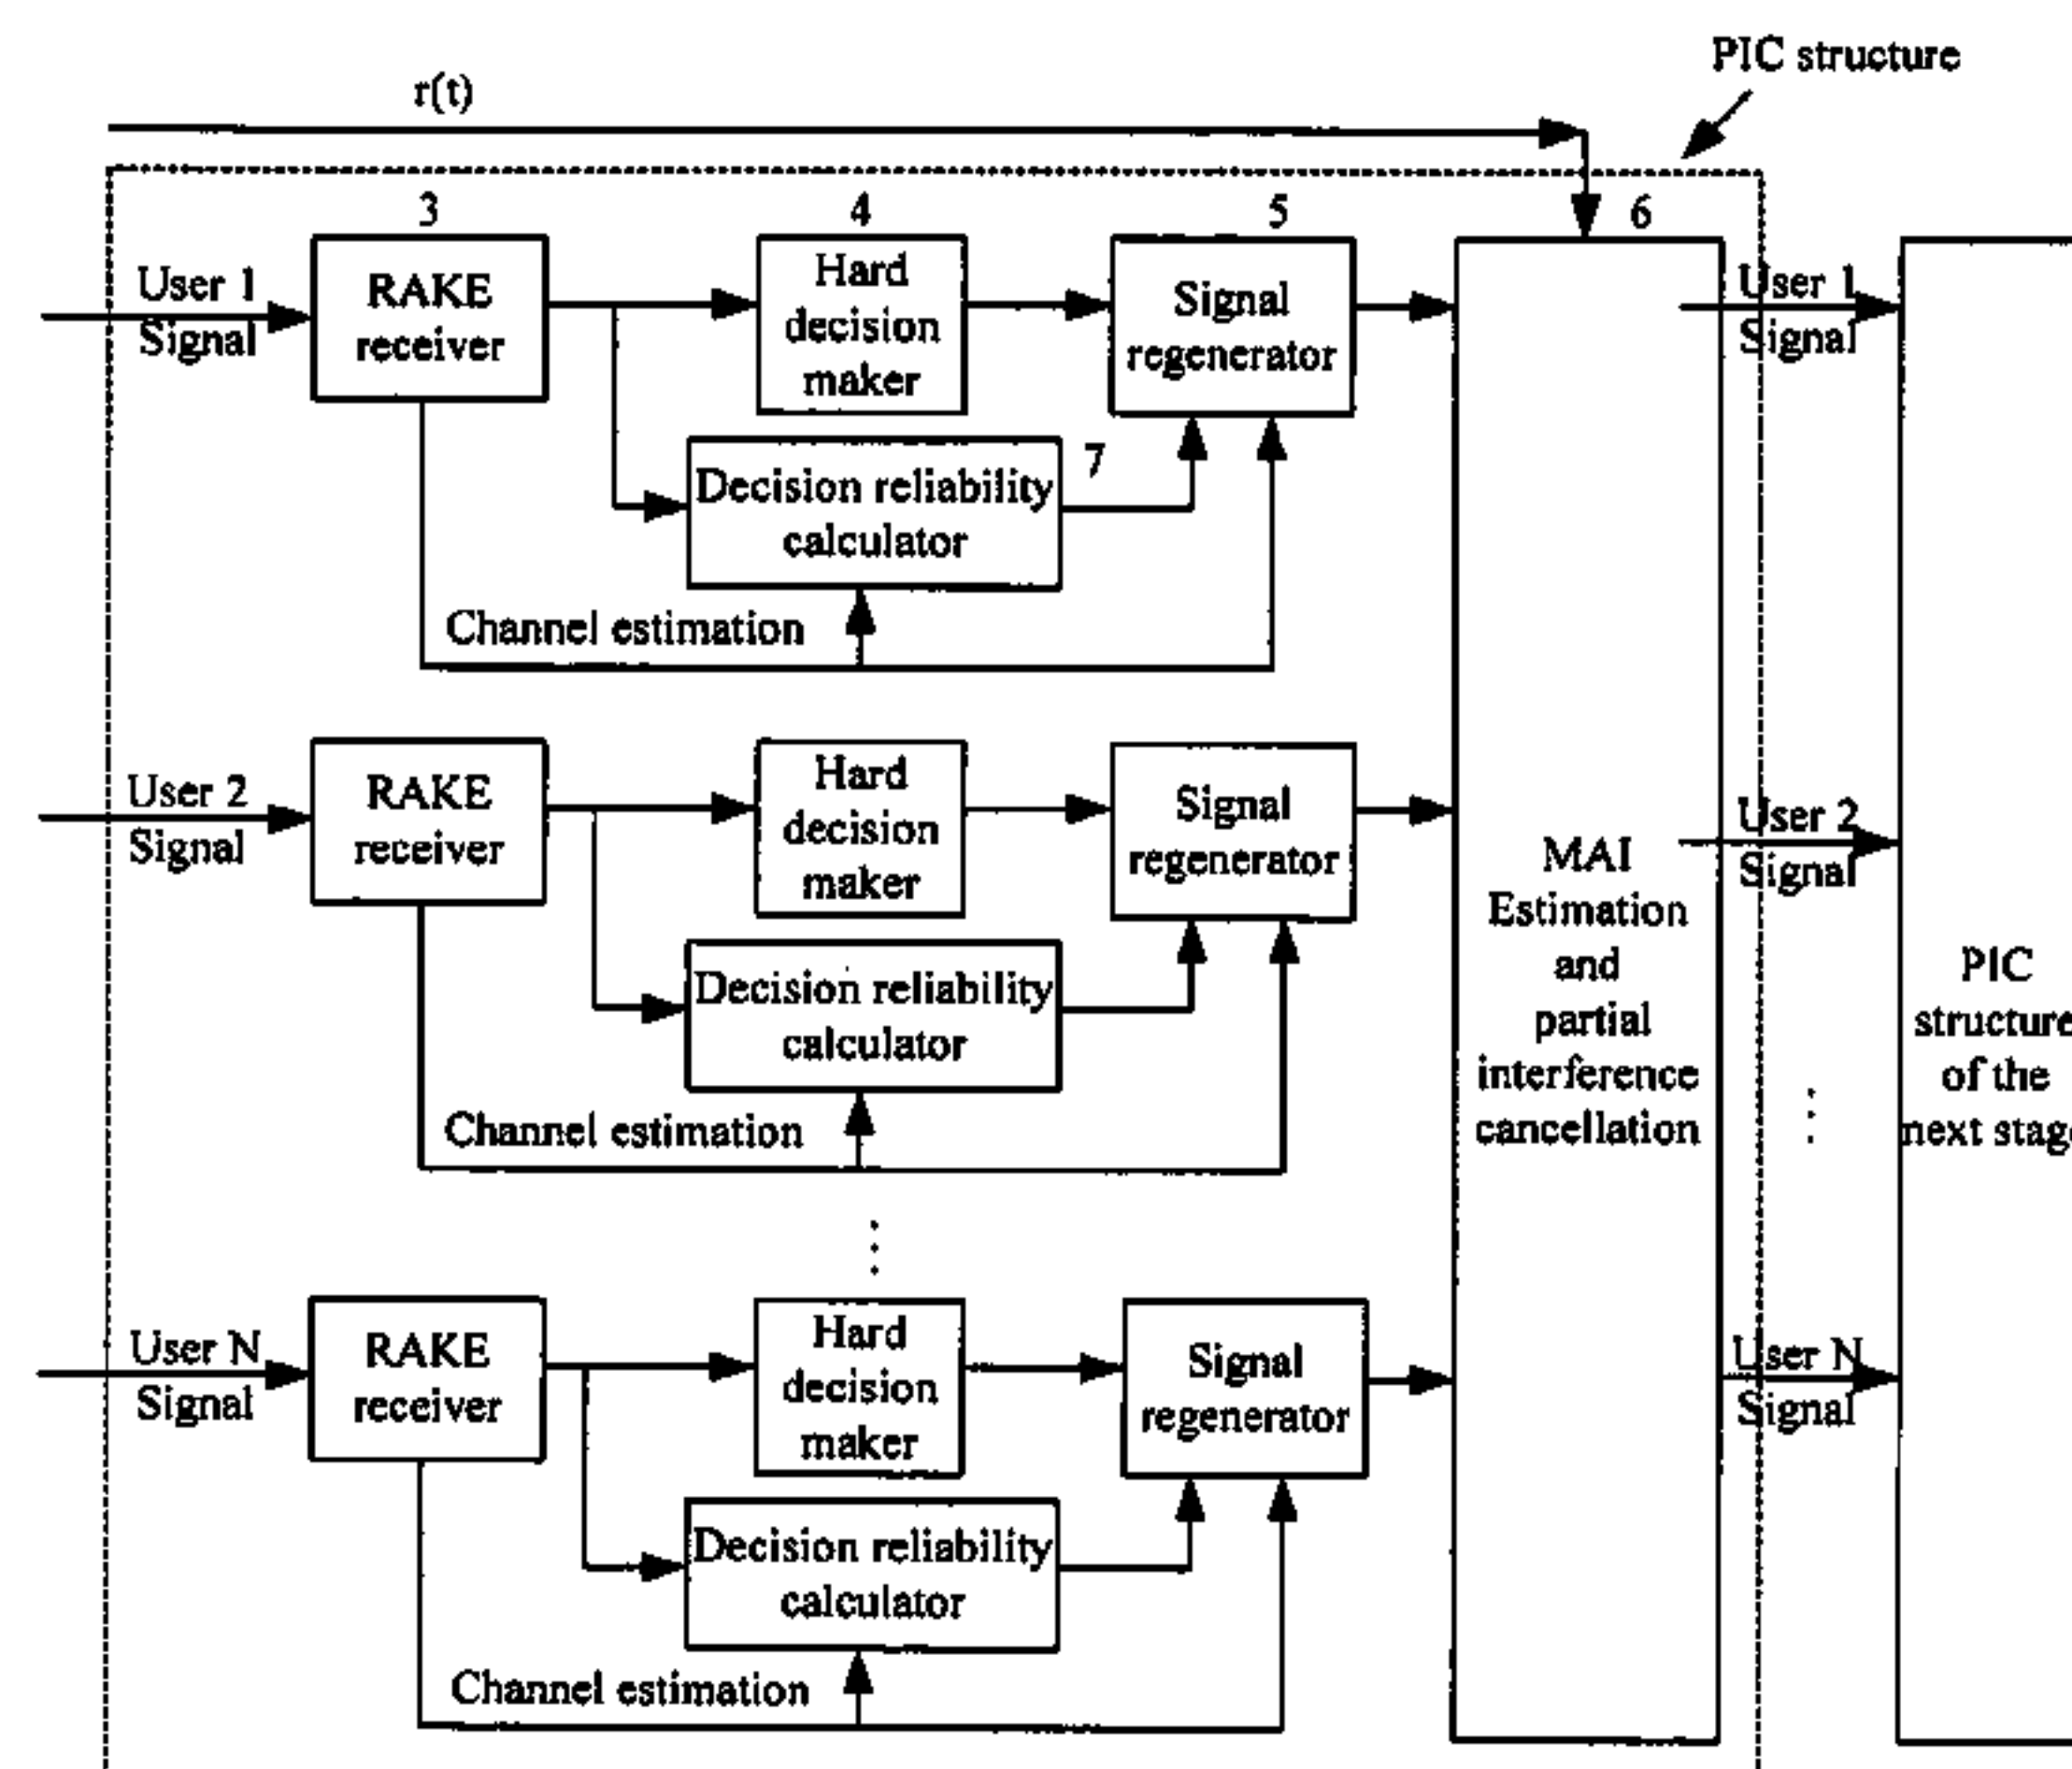 PIC structure
r(t)
3
4
5
6
User 1
Signal
RAKE
receiver
Hard
decision
maker
Signal
regenerator
User 1
Signal
7
Decision reliability
calculator
Channel estimation
User 2
Signal
RAKE
receiver
Hard
decision
maker
Signal
regenerator
User 2
Signal
Decision reliability
calculator
Channel estimation
MAI
Estimation
and
partial
interference
cancellation
PIC
structure
of the
next stage
User N
Signal
RAKE
receiver
Hard
decision
maker
Signal
regenerator
User N
Signal
Decision reliability
calculator
Channel estimation